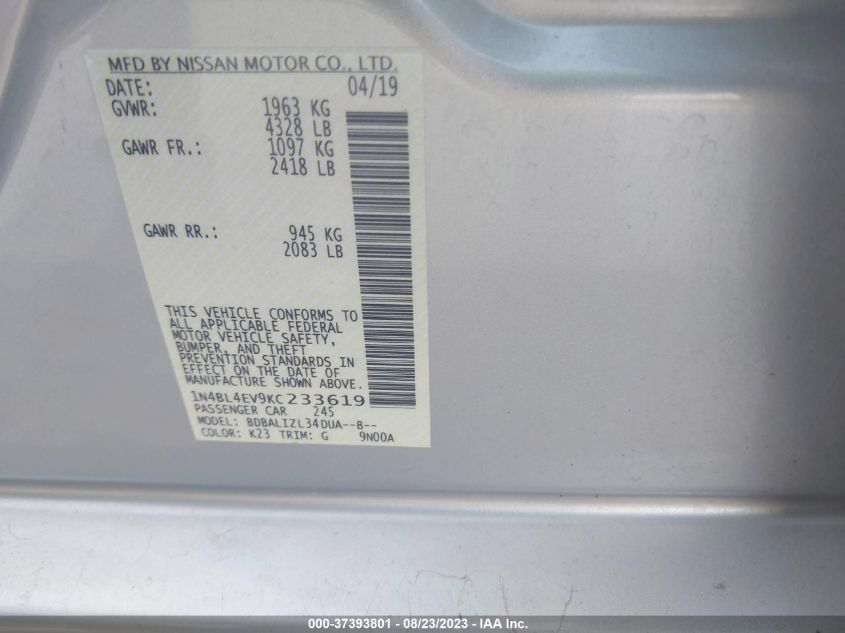 MFD BY NISSAN MOTOR CO., LTD.
DATE: 04/19
GVWR: 1963 KG
4328 LB
GAWR FR.: 1097 KG
2418 LB
GAWR RR.: 945 KG
2083 LB
THIS VEHICLE CONFORMS TO
ALL APPLICABLE FEDERAL
MOTOR VEHICLE SAFETY,
BUMPER, AND THEFT
PREVENTION STANDARDS IN
EFFECT ON THE DATE OF
MANUFACTURE SHOWN ABOVE.
1N4BL4EV9KC233619
PASSENGER CAR 245
MODEL: BDBALIZL34DUA--B--
COLOR: K23 TRIM: G 9N00A
000-37393801 - 08/23/2023 - IAA Inc.